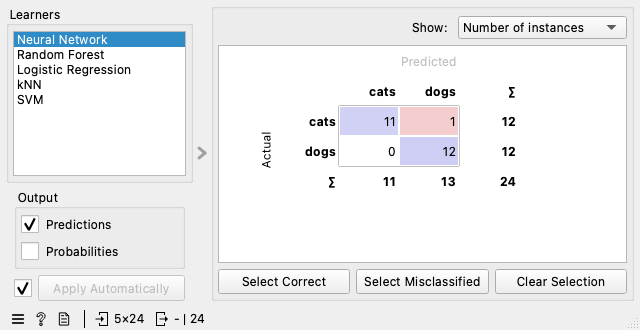 Learners
Neural Network
Random Forest
Logistic Regression
kNN
SVM
Output
Predictions
Probabilities
Apply Automatically
Show: Number of instances
Predicted
cats dogs ∑
Actual
cats 11 1 12
dogs 0 12 12
∑ 11 13 24
Select Correct Select Misclassified Clear Selection
? 5×24 - | 24